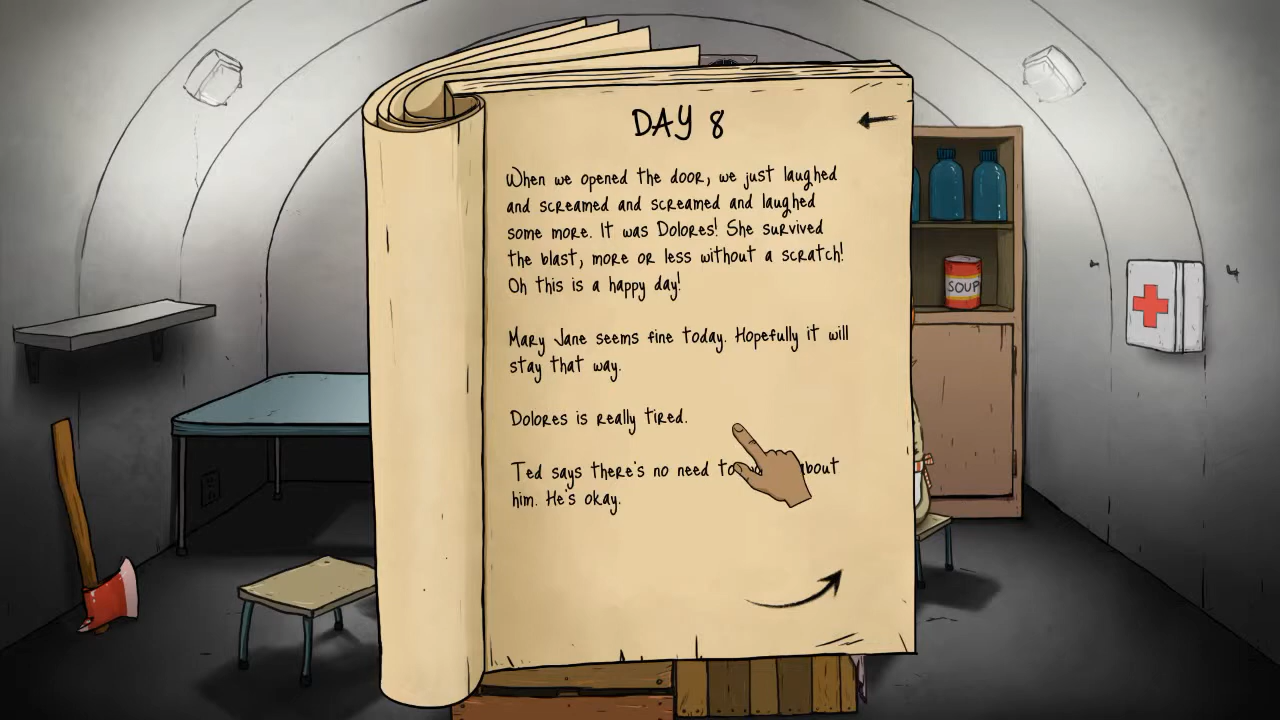 DAY 8
When we opened the door, we just laughed
and screamed and screamed and laughed
some more. It was Dolores! She survived
the blast, more or less without a scratch!
Oh this is a happy day!
Mary Jane seems fine today. Hopefully it will
stay that way.
Dolores is really tired.
Ted says there's no need to about
him. He's okay.
SOUP